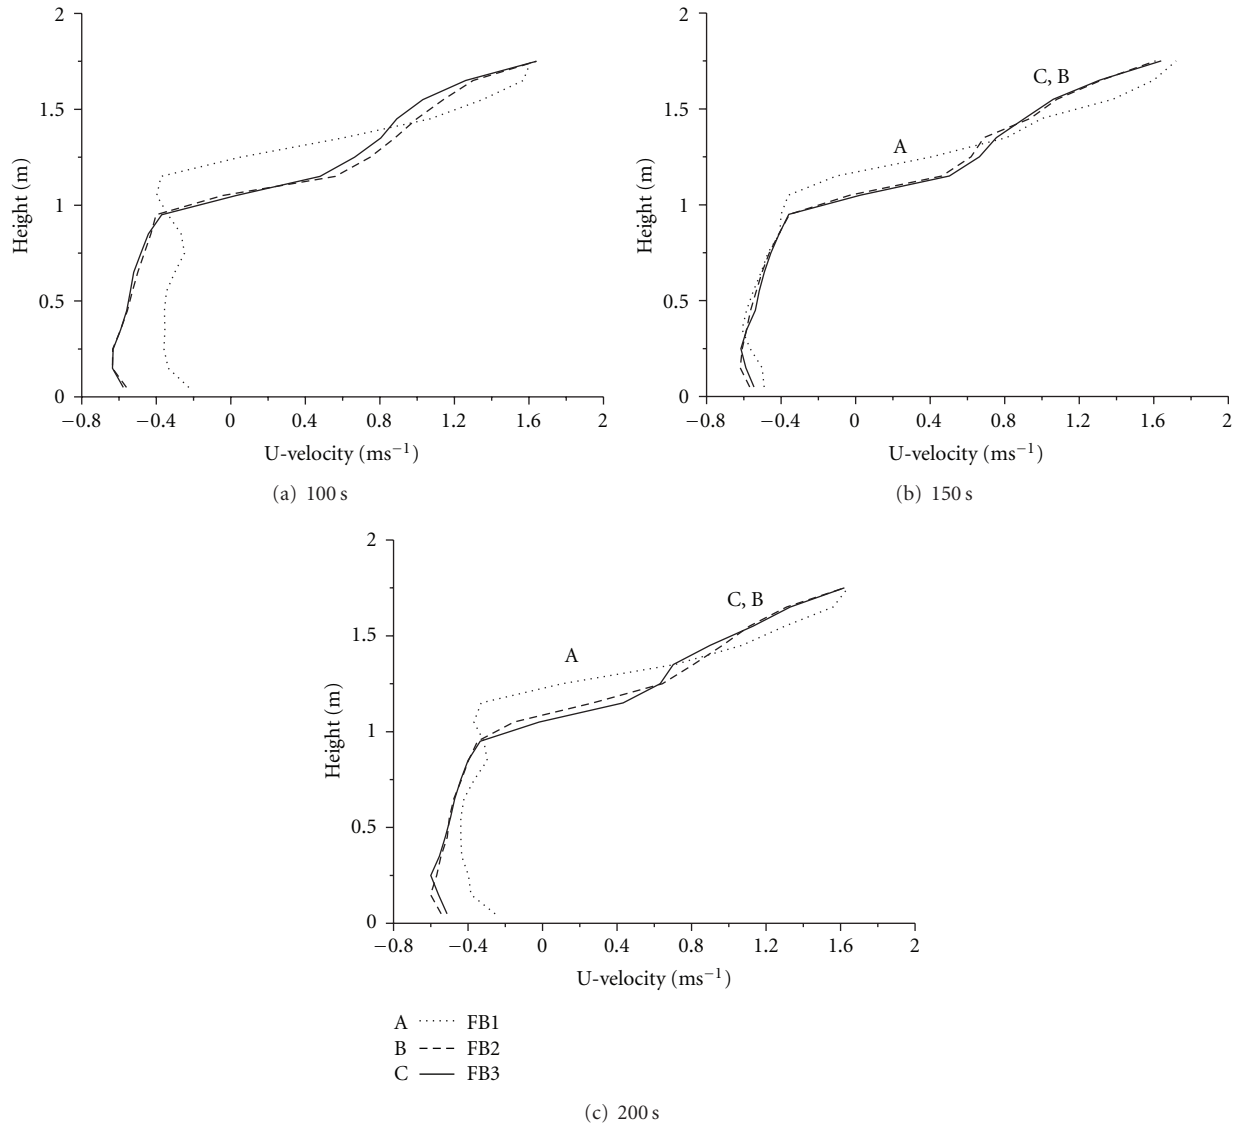 2
1.5
1
0.5
0
Height (m)
−0.8 −0.4 0 0.4 0.8 1.2 1.6 2
U-velocity (ms−1)
(a) 100 s
2
1.5
1
0.5
0
Height (m)
C, B
A
−0.8 −0.4 0 0.4 0.8 1.2 1.6 2
U-velocity (ms−1)
(b) 150 s
2
1.5
1
0.5
0
Height (m)
C, B
A
−0.8 −0.4 0 0.4 0.8 1.2 1.6 2
U-velocity (ms−1)
A FB1
B FB2
C FB3
(c) 200 s